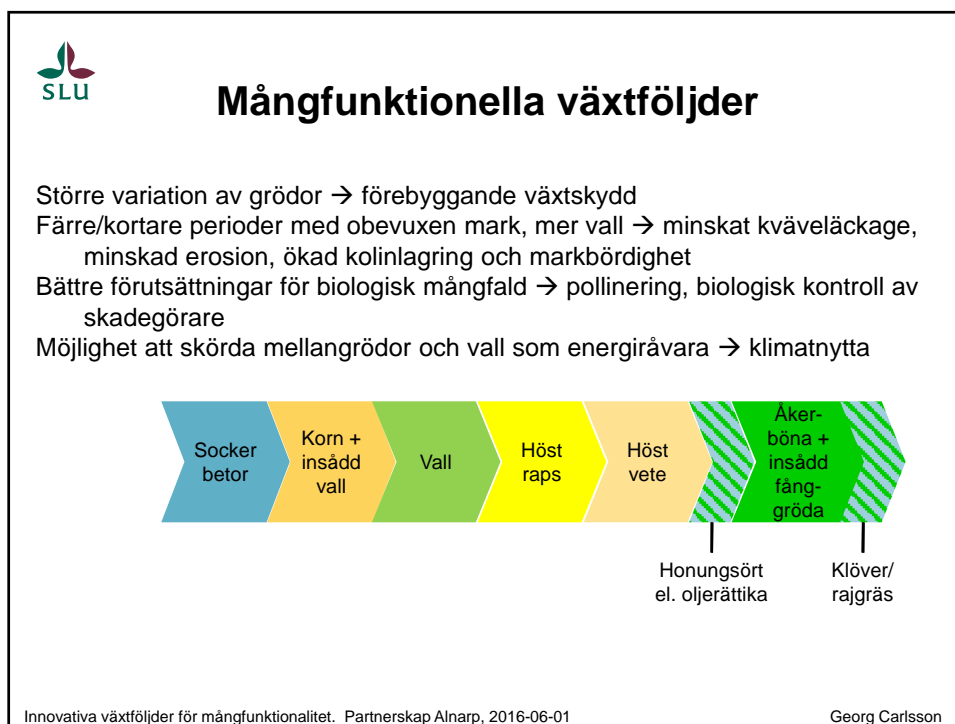 SLU
Mångfunktionella växtföljder
Större variation av grödor → förebyggande växtskydd
Färre/kortare perioder med obevuxen mark, mer vall → minskat kväveläckage,
minskad erosion, ökad kolinlagring och markbördighet
Bättre förutsättningar för biologisk mångfald → pollinering, biologisk kontroll av
skadegörare
Möjlighet att skörda mellangrödor och vall som energiråvara → klimatnytta
Socker
betor
Korn +
insådd
vall
Vall
Höst
raps
Höst
vete
Åker-
böna +
insådd
fång-
gröda
Honungsört
el. oljerättika
Klöver/
rajgräs
Innovativa växtföljder för mångfunktionalitet. Partnerskap Alnarp, 2016-06-01
Georg Carlsson